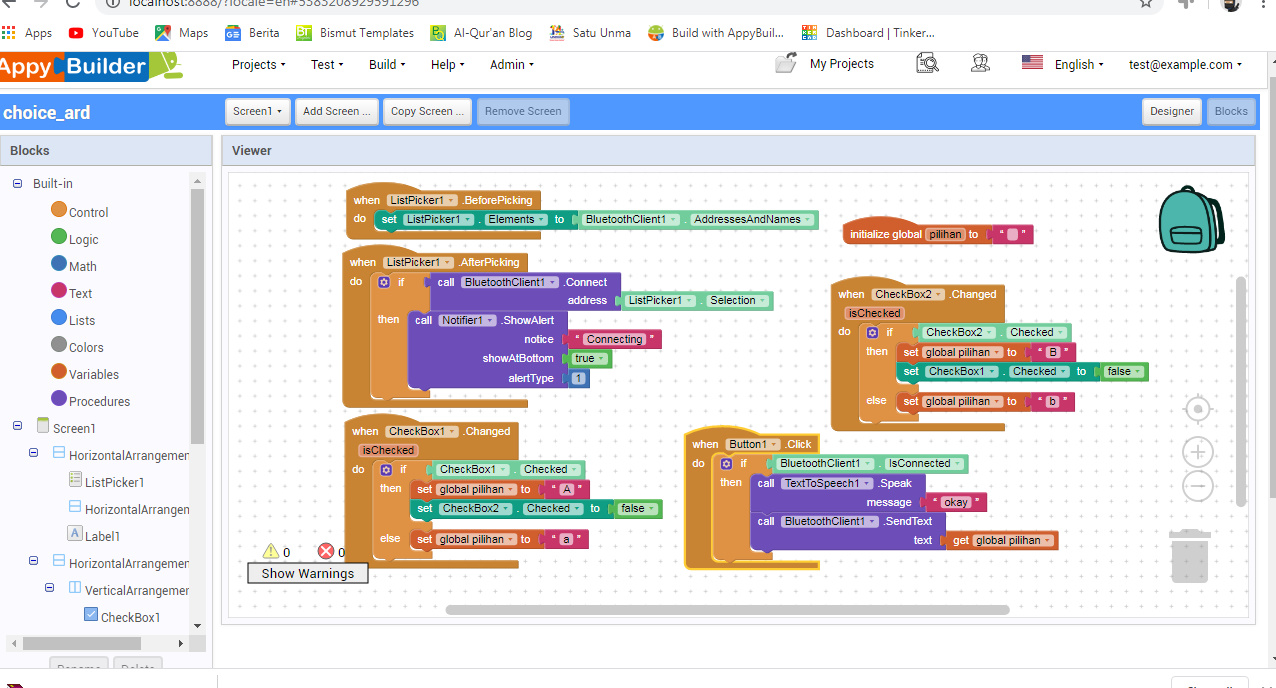 localhost:8888/?locale=en#5585208929591296
Apps YouTube Maps Berita Bismut Templates Al-Qur'an Blog Satu Unma Build with AppyBuil... Dashboard | Tinker...
AppyBuilder Projects Test Build Help Admin My Projects English test@example.com
choice_ard Screen1 Add Screen ... Copy Screen ... Remove Screen Designer Blocks
Blocks
Viewer
Built-in
Control
Logic
Math
Text
Lists
Colors
Variables
Procedures
Screen1
HorizontalArrangemen
ListPicker1
HorizontalArrangen
Label1
HorizontalArrangemen
VerticalArrangemen
CheckBox1
Rename Delete
when ListPicker1 .BeforePicking
do set ListPicker1 . Elements to BluetoothClient1 . AddressesAndNames
when ListPicker1 .AfterPicking
do if call BluetoothClient1 .Connect
address ListPicker1 . Selection
then call Notifier1 .ShowAlert
notice " Connecting "
showAtBottom true
alertType 1
when CheckBox1 .Changed
isChecked
do if CheckBox1 . Checked
then set global pilihan to " A "
set CheckBox2 . Checked to false
else set global pilihan to " a "
initialize global pilihan to " "
when CheckBox2 .Changed
isChecked
do if CheckBox2 . Checked
then set global pilihan to " B "
set CheckBox1 . Checked to false
else set global pilihan to " b "
when Button1 .Click
do if BluetoothClient1 . IsConnected
then call TextToSpeech1 .Speak
message " okay "
call BluetoothClient1 .SendText
text get global pilihan
0 0
Show Warnings